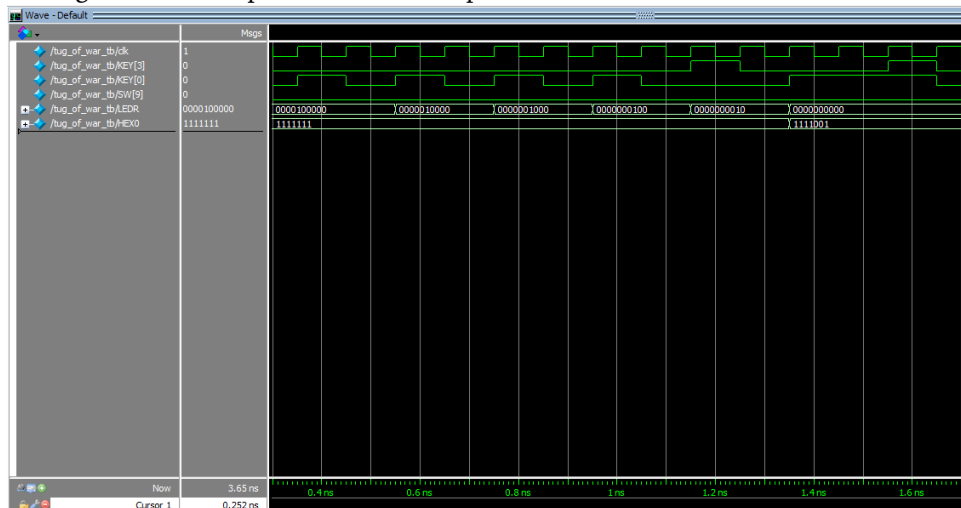 Wave - Default
Msgs
/tug_of_war_tb/clk 1
/tug_of_war_tb/KEY[3] 0
/tug_of_war_tb/KEY[0] 0
/tug_of_war_tb/SW[9] 0
/tug_of_war_tb/LEDR 0000100000 0000100000 0000010000 0000001000 0000000100 0000000010 0000000000
/tug_of_war_tb/HEX0 1111111 1111111 1111001
Now 3.65 ns 0.4 ns 0.6 ns 0.8 ns 1 ns 1.2 ns 1.4 ns 1.6 ns
Cursor 1 0.252 ns